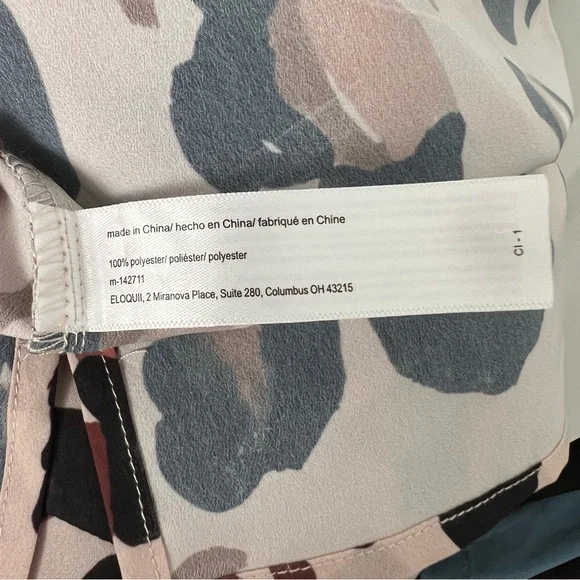 made in China/ hecho en China/ fabriqué en Chine
100% polyester/ poliéster/ polyester
m-142711
ELOQUII, 2 Miranova Place, Suite 280, Columbus OH 43215
CI - 1